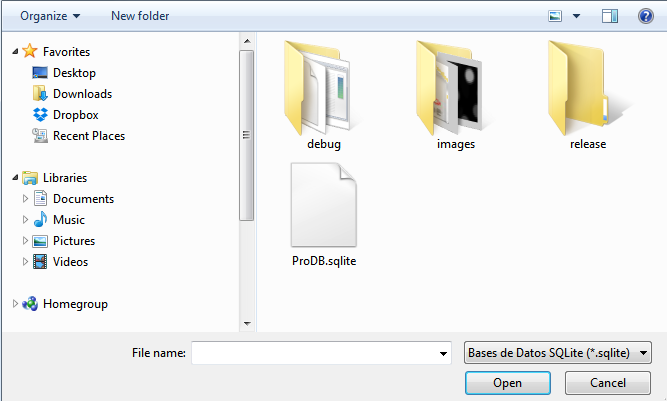 Organize New folder
Favorites
Desktop
Downloads
Dropbox
Recent Places
Libraries
Documents
Music
Pictures
Videos
Homegroup
debug images release
ProDB.sqlite
File name: Bases de Datos SQLite (*.sqlite)
Open Cancel